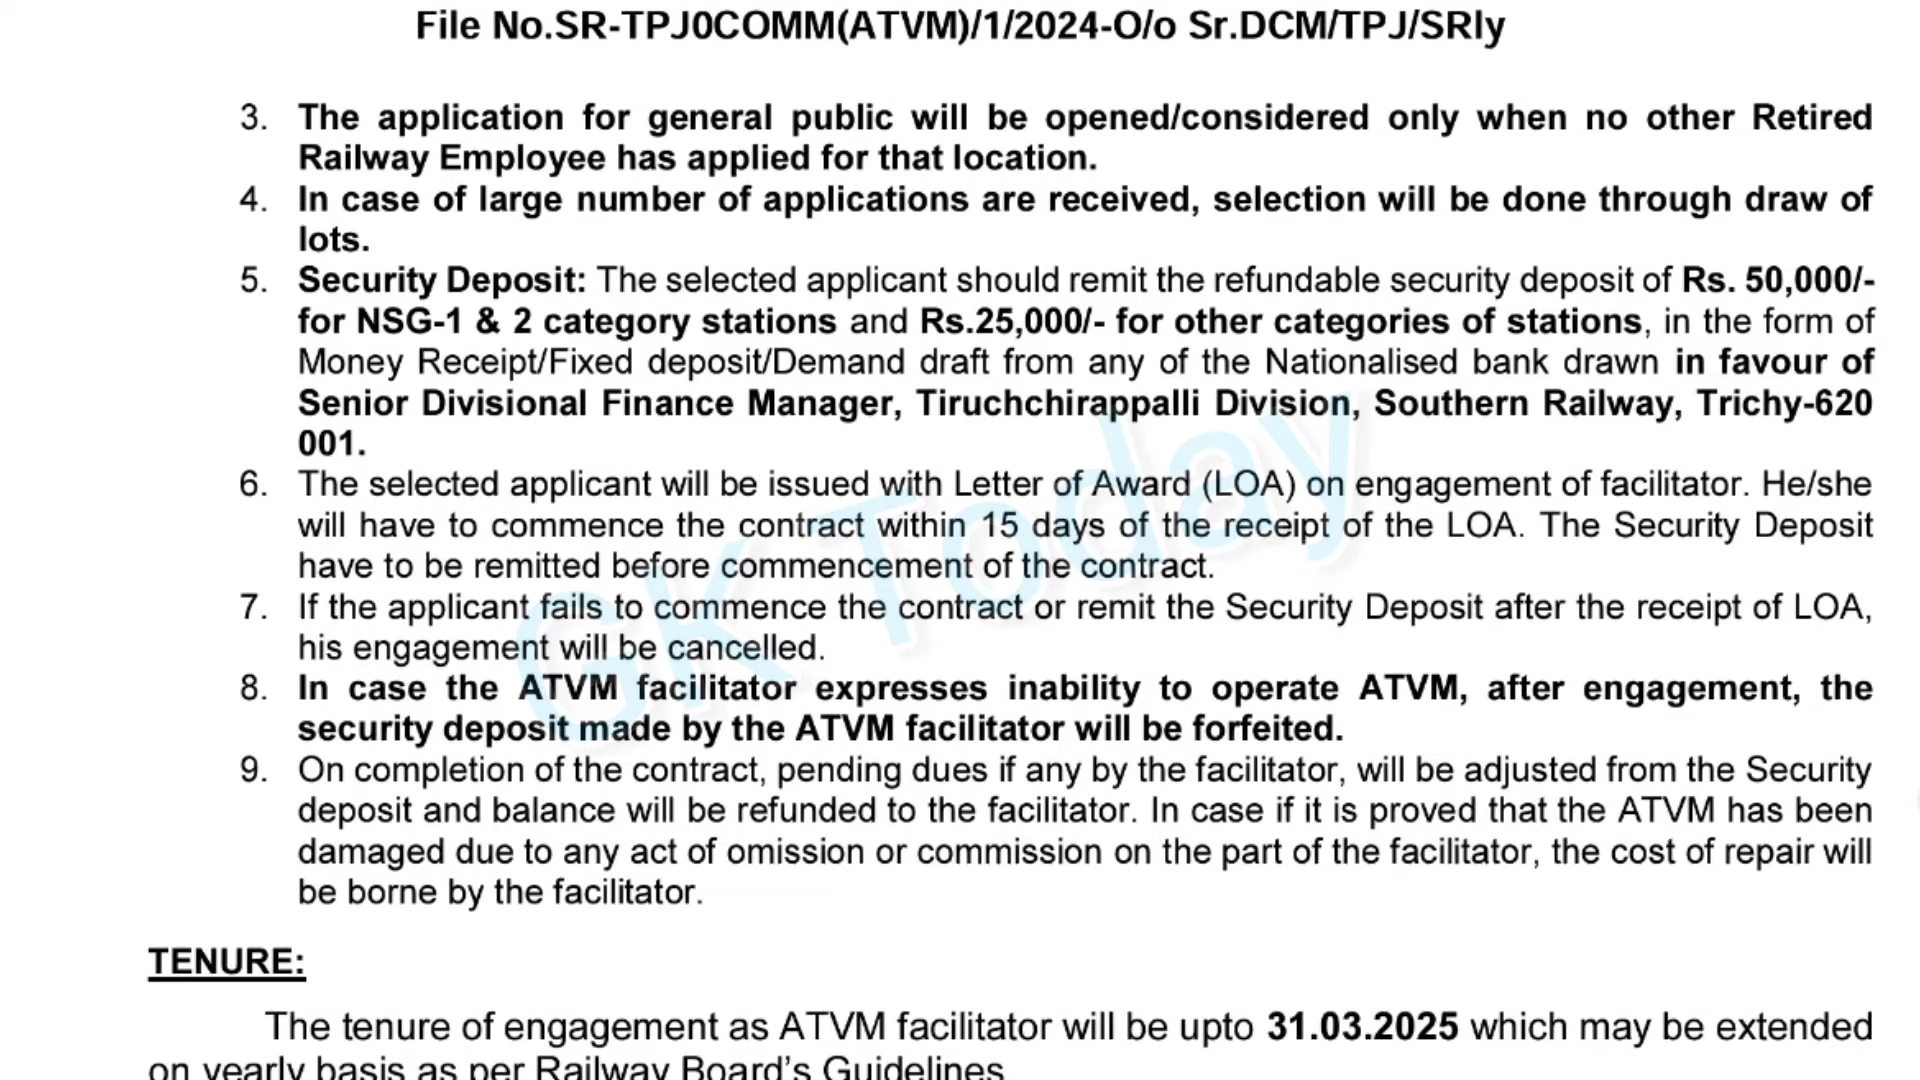 File No.SR-TPJ0COMM(ATVM)/1/2024-O/o Sr.DCM/TPJ/SRly
3. The application for general public will be opened/considered only when no other Retired
Railway Employee has applied for that location.
4. In case of large number of applications are received, selection will be done through draw of
lots.
5. Security Deposit: The selected applicant should remit the refundable security deposit of Rs. 50,000/-
for NSG-1 & 2 category stations and Rs.25,000/- for other categories of stations, in the form of
Money Receipt/Fixed deposit/Demand draft from any of the Nationalised bank drawn in favour of
Senior Divisional Finance Manager, Tiruchchirappalli Division, Southern Railway, Trichy-620
001.
6. The selected applicant will be issued with Letter of Award (LOA) on engagement of facilitator. He/she
will have to commence the contract within 15 days of the receipt of the LOA. The Security Deposit
have to be remitted before commencement of the contract.
7. If the applicant fails to commence the contract or remit the Security Deposit after the receipt of LOA,
his engagement will be cancelled.
8. In case the ATVM facilitator expresses inability to operate ATVM, after engagement, the
security deposit made by the ATVM facilitator will be forfeited.
9. On completion of the contract, pending dues if any by the facilitator, will be adjusted from the Security
deposit and balance will be refunded to the facilitator. In case if it is proved that the ATVM has been
damaged due to any act of omission or commission on the part of the facilitator, the cost of repair will
be borne by the facilitator.
TENURE:
The tenure of engagement as ATVM facilitator will be upto 31.03.2025 which may be extended
on yearly basis as per Railway Board's Guidelines
GK Today